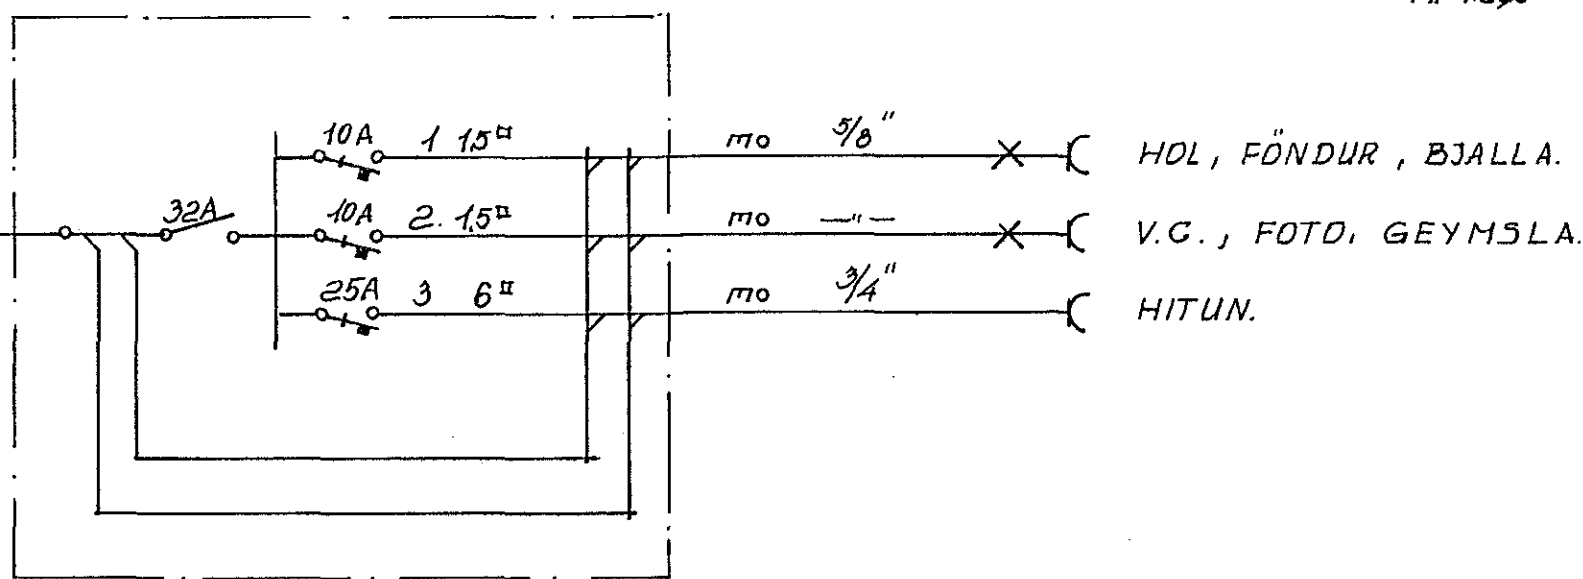 10A 1 1,5¤ mo 5/8" HOL, FÖNDUR, BJALLA.
32A 10A 2. 1,5¤ mo —"— V.C., FOTO, GEYMSLA.
25A 3 6¤ mo 3/4" HITUN.